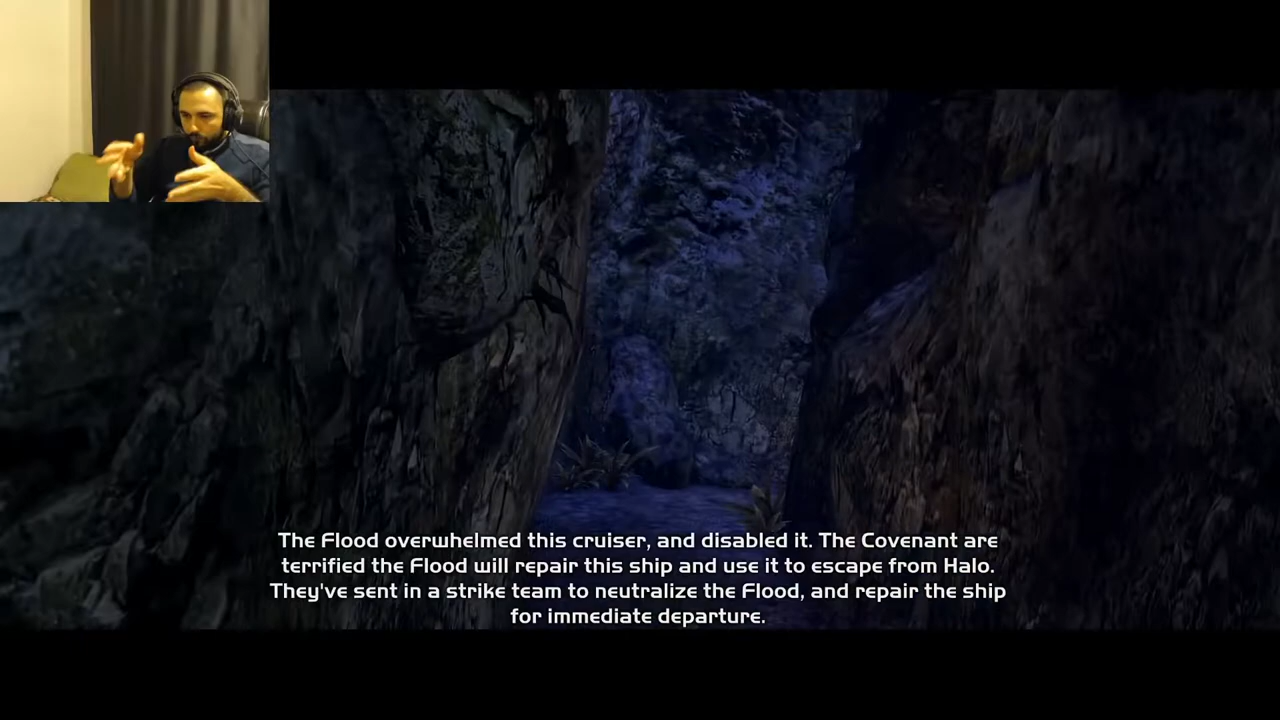 The Flood overwhelmed this cruiser, and disabled it. The Covenant are
terrified the Flood will repair this ship and use it to escape from Halo.
They've sent in a strike team to neutralize the Flood, and repair the ship
for immediate departure.